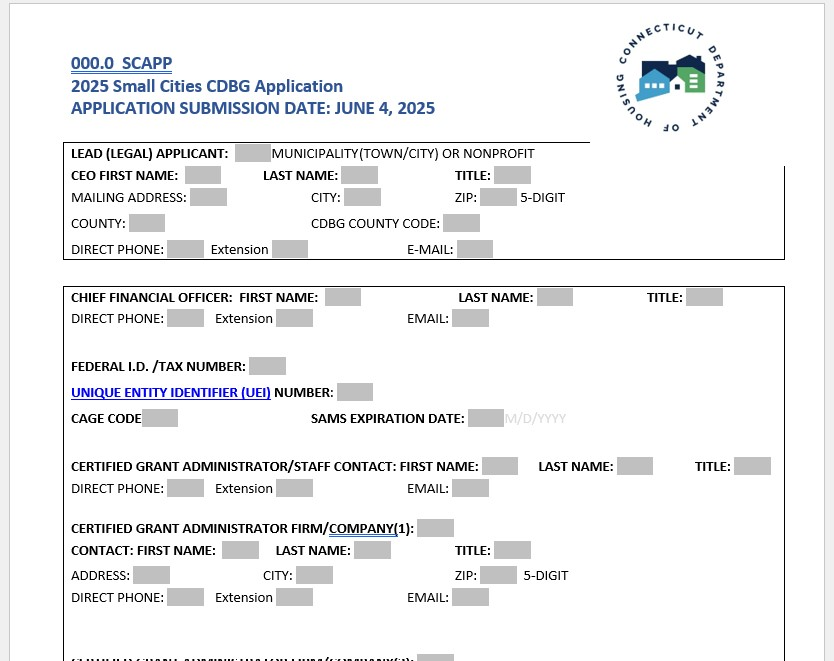 000.0 SCAPP
2025 Small Cities CDBG Application
APPLICATION SUBMISSION DATE: JUNE 4, 2025
CONNECTICUT DEPARTMENT OF HOUSING
LEAD (LEGAL) APPLICANT: MUNICIPALITY(TOWN/CITY) OR NONPROFIT
CEO FIRST NAME: LAST NAME: TITLE:
MAILING ADDRESS: CITY: ZIP: 5-DIGIT
COUNTY: CDBG COUNTY CODE:
DIRECT PHONE: Extension E-MAIL:
CHIEF FINANCIAL OFFICER: FIRST NAME: LAST NAME: TITLE:
DIRECT PHONE: Extension EMAIL:
FEDERAL I.D. /TAX NUMBER:
UNIQUE ENTITY IDENTIFIER (UEI) NUMBER:
CAGE CODE SAMS EXPIRATION DATE: M/D/YYYY
CERTIFIED GRANT ADMINISTRATOR/STAFF CONTACT: FIRST NAME: LAST NAME: TITLE:
DIRECT PHONE: Extension EMAIL:
CERTIFIED GRANT ADMINISTRATOR FIRM/COMPANY(1):
CONTACT: FIRST NAME: LAST NAME: TITLE:
ADDRESS: CITY: ZIP: 5-DIGIT
DIRECT PHONE: Extension EMAIL: